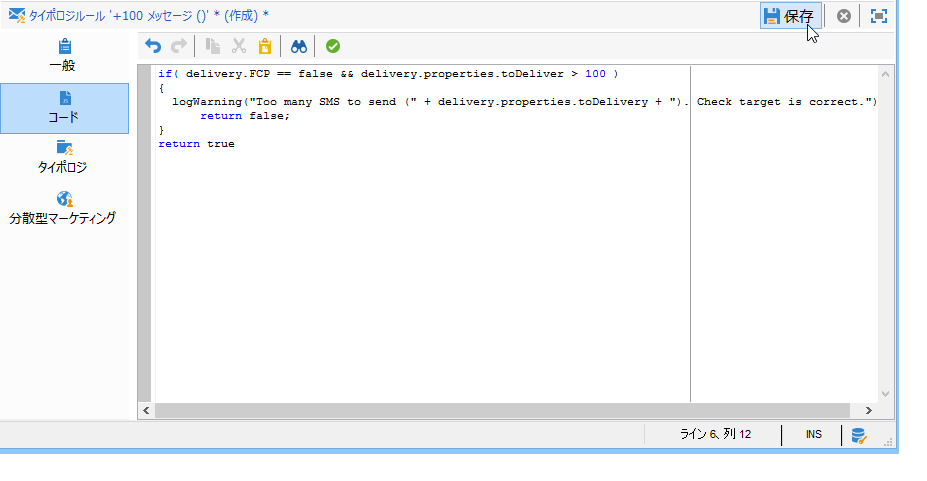 タイポロジルール '+100 メッセージ ()' * (作成) *
保存
一般
コード
タイポロジ
分散型マーケティング
if( delivery.FCP == false && delivery.properties.toDeliver > 100 )
{
logWarning("Too many SMS to send (" + delivery.properties.toDelivery + "). Check target is correct.")
return false;
}
return true
ライン 6、列 12
INS